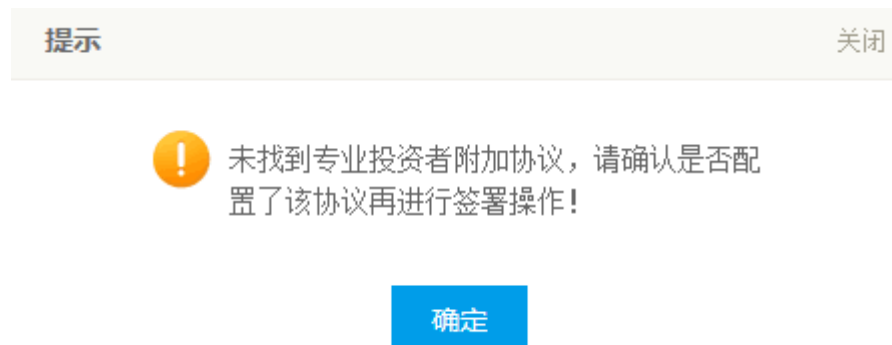 提示
关闭
未找到专业投资者附加协议，请确认是否配
置了该协议再进行签署操作！
确定